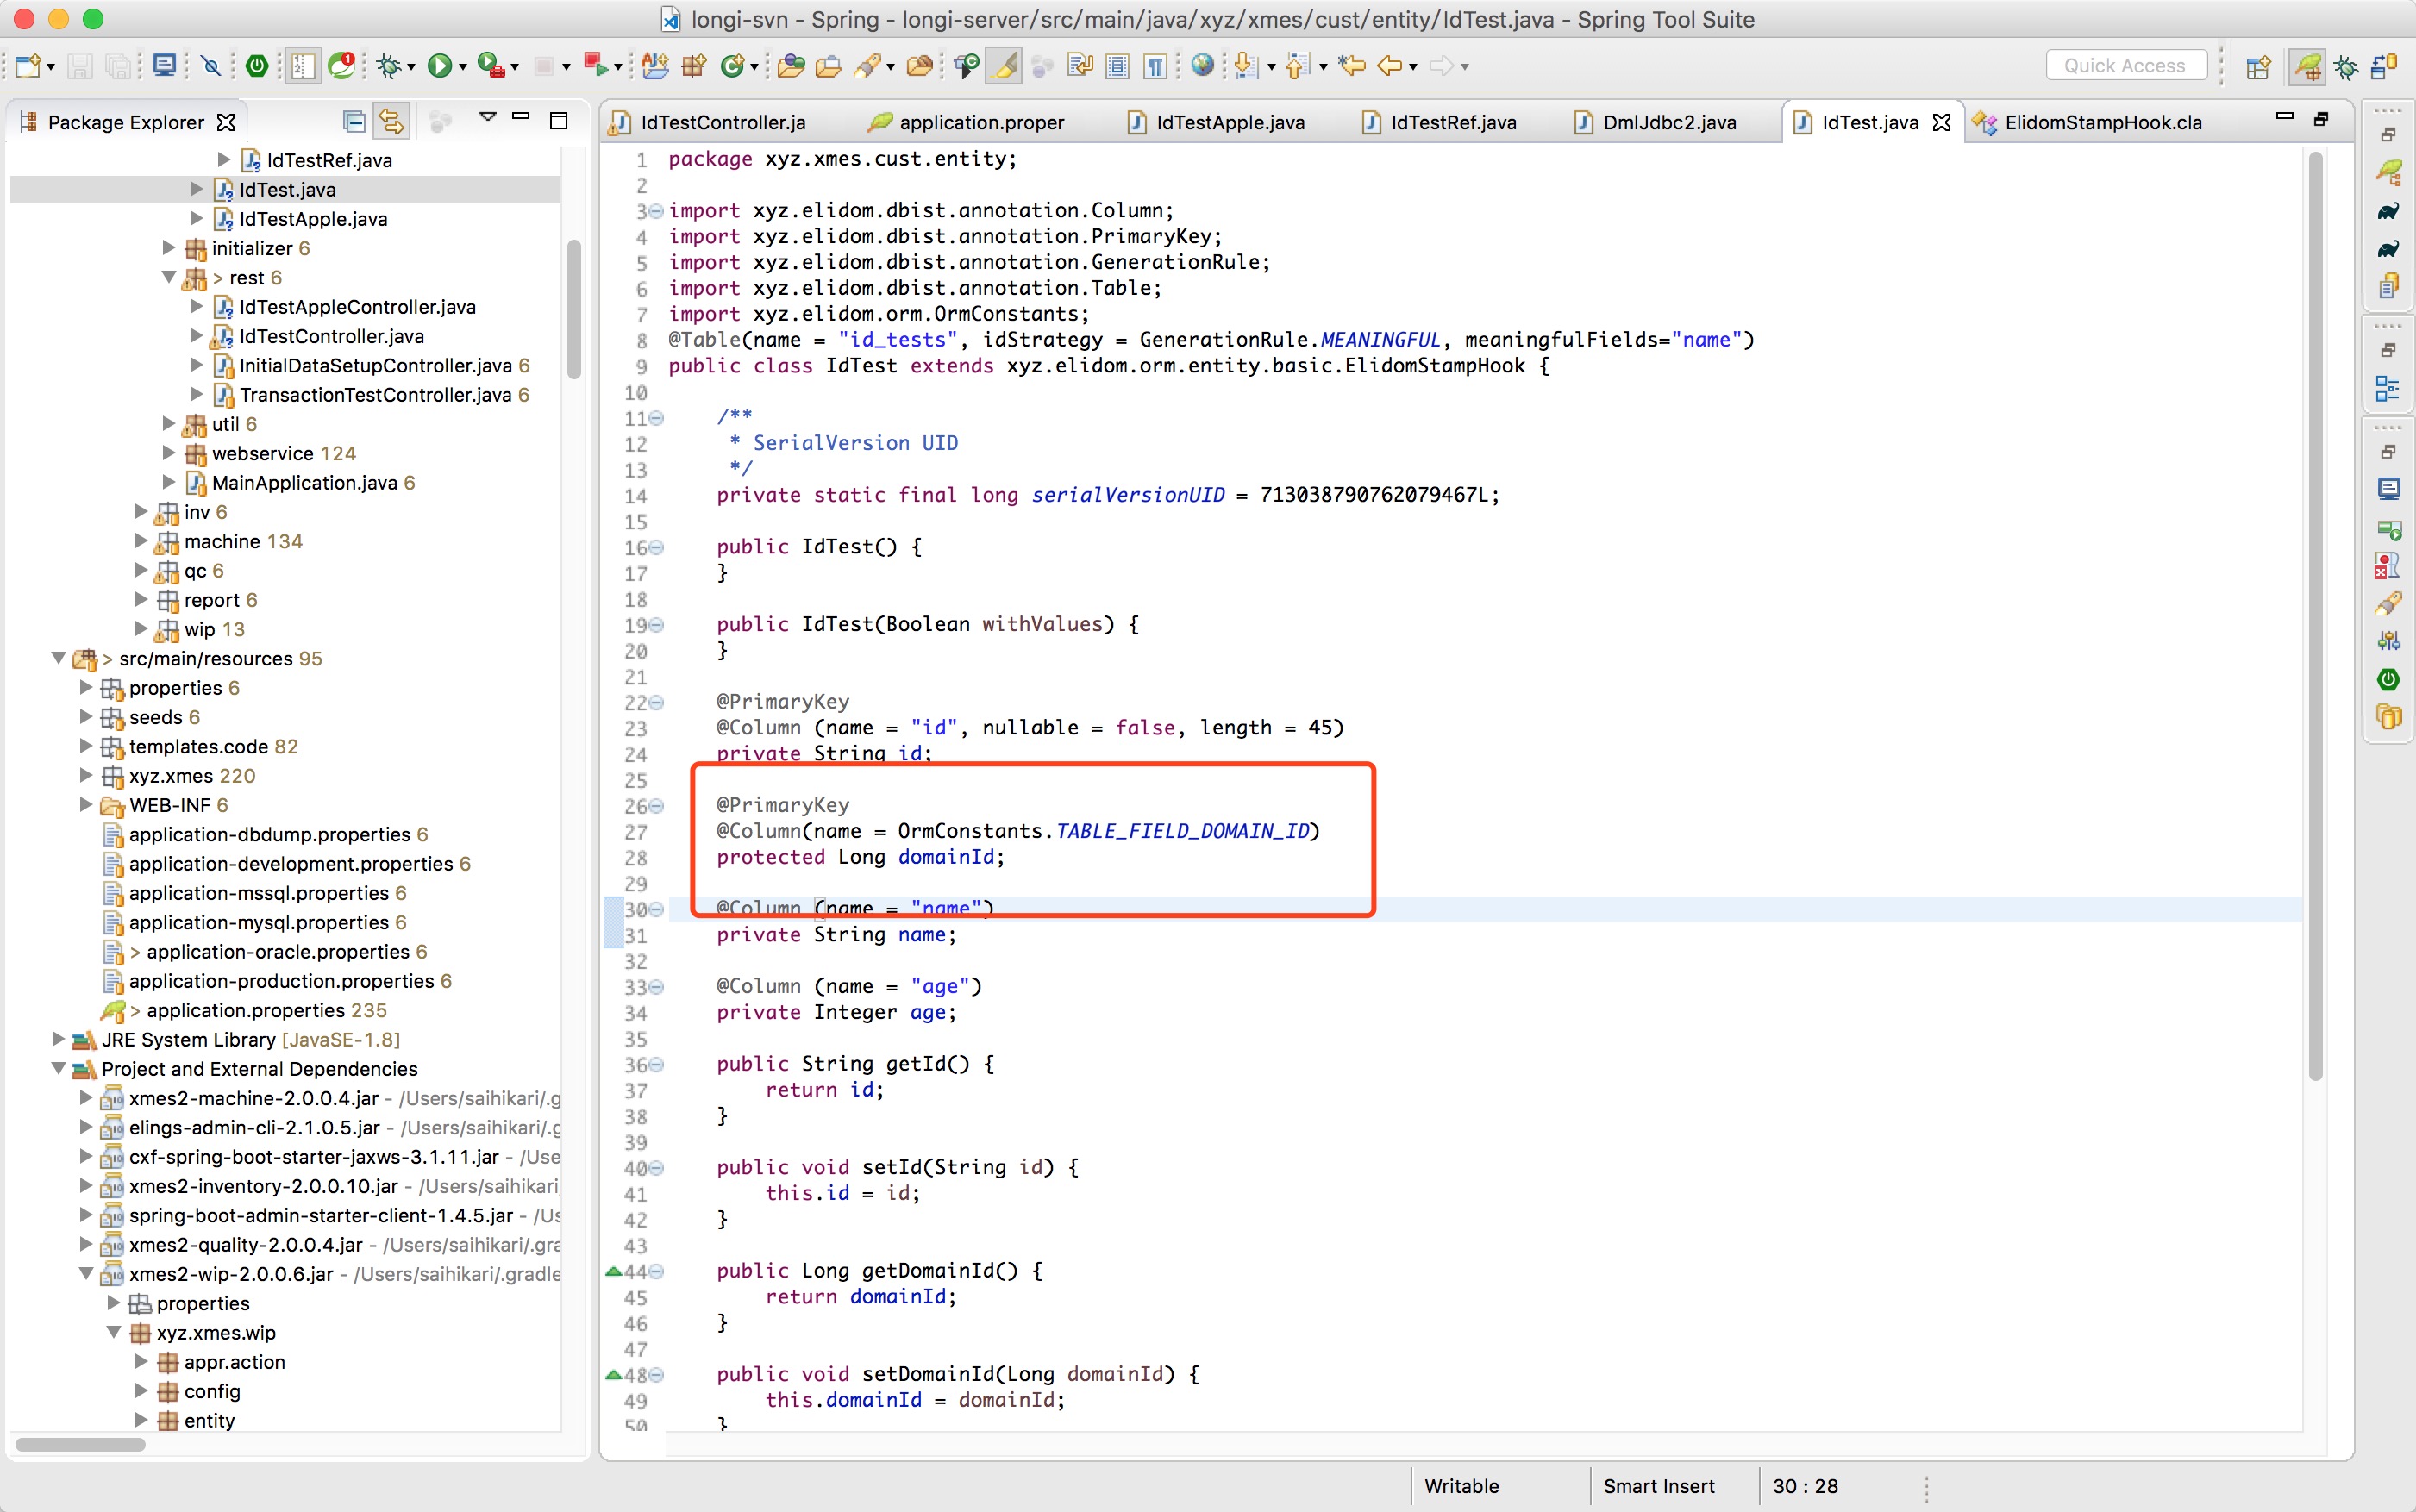 longi-svn - Spring - longi-server/src/main/java/xyz/xmes/cust/entity/IdTest.java - Spring Tool Suite
Quick Access
Package Explorer
IdTestRef.java
IdTest.java
IdTestApple.java
initializer 6
> rest 6
IdTestAppleController.java
IdTestController.java
InitialDataSetupController.java 6
TransactionTestController.java 6
util 6
webservice 124
MainApplication.java 6
inv 6
machine 134
qc 6
report 6
wip 13
> src/main/resources 95
properties 6
seeds 6
templates.code 82
xyz.xmes 220
WEB-INF 6
application-dbdump.properties 6
application-development.properties 6
application-mssql.properties 6
application-mysql.properties 6
> application-oracle.properties 6
application-production.properties 6
> application.properties 235
JRE System Library [JavaSE-1.8]
Project and External Dependencies
xmes2-machine-2.0.0.4.jar - /Users/saihikari/.g
elings-admin-cli-2.1.0.5.jar - /Users/saihikari/.g
cxf-spring-boot-starter-jaxws-3.1.11.jar - /Use
xmes2-inventory-2.0.0.10.jar - /Users/saihikari/
spring-boot-admin-starter-client-1.4.5.jar - /Us
xmes2-quality-2.0.0.4.jar - /Users/saihikari/.gra
xmes2-wip-2.0.0.6.jar - /Users/saihikari/.gradle
properties
xyz.xmes.wip
appr.action
config
entity
IdTestController.ja
application.proper
IdTestApple.java
IdTestRef.java
DmlJdbc2.java
IdTest.java
ElidomStampHook.cla
1 package xyz.xmes.cust.entity;
2
3 import xyz.elidom.dbist.annotation.Column;
4 import xyz.elidom.dbist.annotation.PrimaryKey;
5 import xyz.elidom.dbist.annotation.GenerationRule;
6 import xyz.elidom.dbist.annotation.Table;
7 import xyz.elidom.orm.OrmConstants;
8 @Table(name = "id_tests", idStrategy = GenerationRule.MEANINGFUL, meaningfulFields="name")
9 public class IdTest extends xyz.elidom.orm.entity.basic.ElidomStampHook {
10
11 /**
12 * SerialVersion UID
13 */
14 private static final long serialVersionUID = 713038790762079467L;
15
16 public IdTest() {
17 }
18
19 public IdTest(Boolean withValues) {
20 }
21
22 @PrimaryKey
23 @Column (name = "id", nullable = false, length = 45)
24 private String id;
25
26 @PrimaryKey
27 @Column(name = OrmConstants.TABLE_FIELD_DOMAIN_ID)
28 protected Long domainId;
29
30 @Column (name = "name")
31 private String name;
32
33 @Column (name = "age")
34 private Integer age;
35
36 public String getId() {
37 return id;
38 }
39
40 public void setId(String id) {
41 this.id = id;
42 }
43
44 public Long getDomainId() {
45 return domainId;
46 }
47
48 public void setDomainId(Long domainId) {
49 this.domainId = domainId;
50 }
Writable
Smart Insert
30 : 28